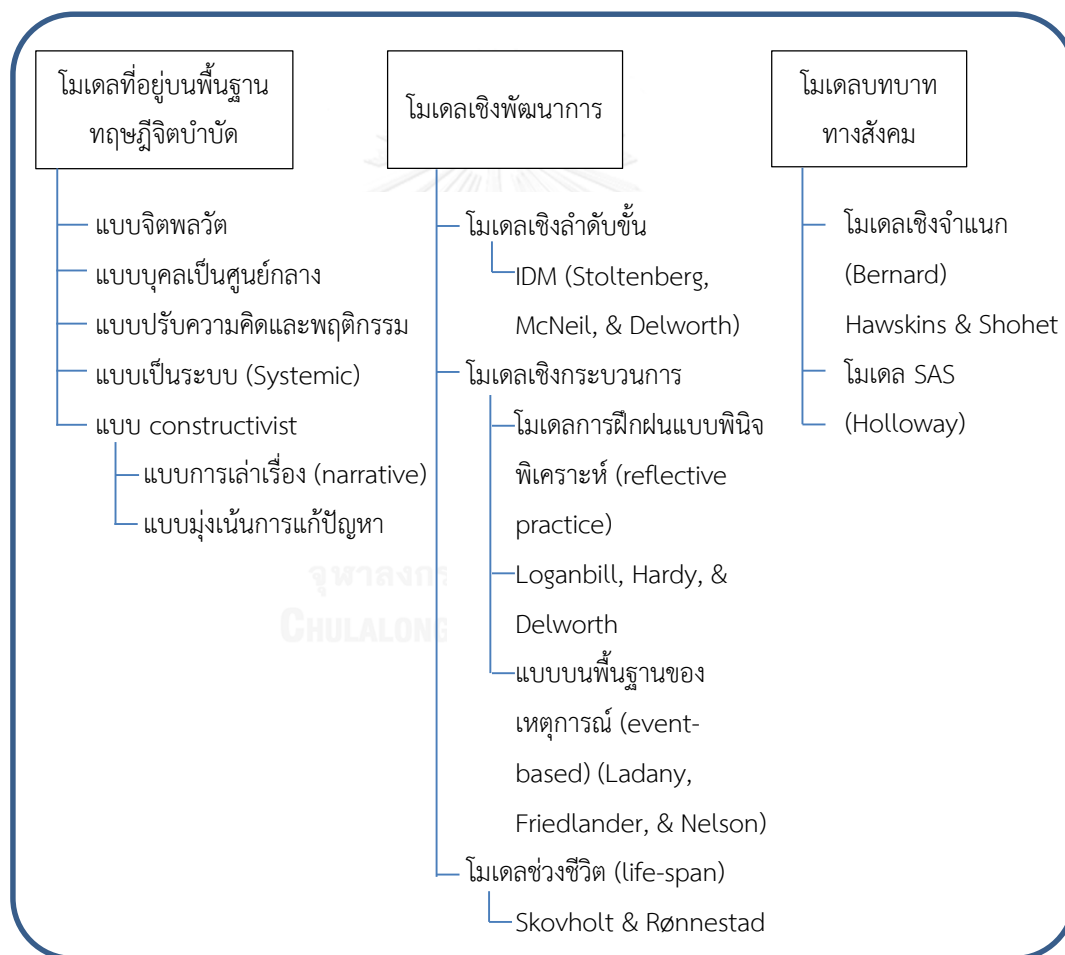 โมเดลที่อยู่บนพื้นฐาน
ทฤษฎีจิตบำบัด
แบบจิตพลวัต
แบบบุคลเป็นศูนย์กลาง
แบบปรับความคิดและพฤติกรรม
แบบเป็นระบบ (Systemic)
แบบ constructivist
แบบการเล่าเรื่อง (narrative)
แบบมุ่งเน้นการแก้ปัญหา
โมเดลเชิงพัฒนาการ
โมเดลเชิงลำดับขั้น
IDM (Stoltenberg,
McNeil, & Delworth)
โมเดลเชิงกระบวนการ
โมเดลการฝึกฝนแบบพินิจ
พิเคราะห์ (reflective
practice)
Loganbill, Hardy, &
Delworth
แบบบนพื้นฐานของ
เหตุการณ์ (event-
based) (Ladany,
Friedlander, & Nelson)
โมเดลช่วงชีวิต (life-span)
Skovholt & Rønnestad
โมเดลบทบาท
ทางสังคม
โมเดลเชิงจำแนก
(Bernard)
Hawskins & Shohet
โมเดล SAS
(Holloway)
จุฬาลงกร
CHULALONG